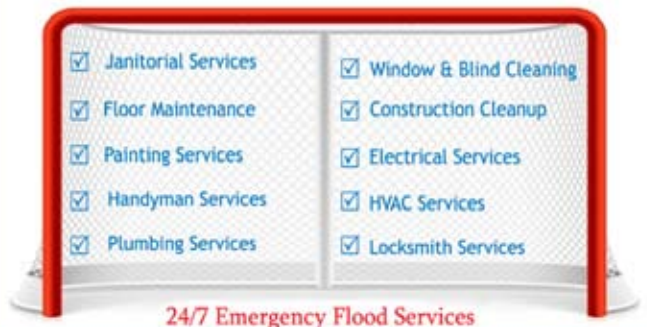 ☑ Janitorial Services
☑ Floor Maintenance
☑ Painting Services
☑ Handyman Services
☑ Plumbing Services
☑ Window & Blind Cleaning
☑ Construction Cleanup
☑ Electrical Services
☑ HVAC Services
☑ Locksmith Services
24/7 Emergency Flood Services